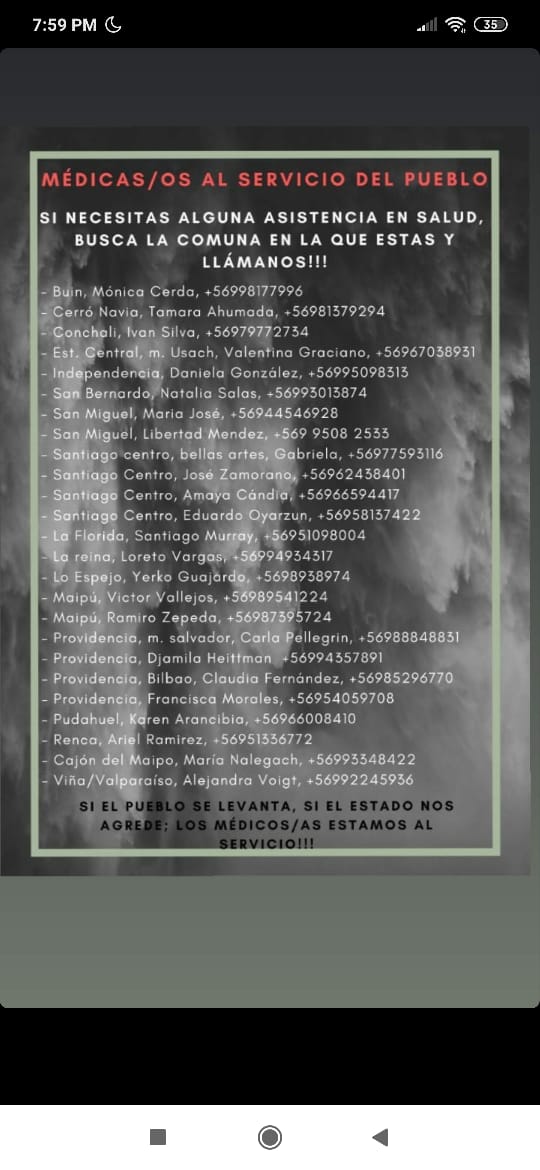 7:59 PM
35
MÉDICAS/OS AL SERVICIO DEL PUEBLO
SI NECESITAS ALGUNA ASISTENCIA EN SALUD,
BUSCA LA COMUNA EN LA QUE ESTAS Y
LLÁMANOS!!!
- Buin, Mónica Cerda, +56998177996
- Cerró Navia, Tamara Ahumada, +56981379294
- Conchali, Ivan Silva, +56979772734
- Est. Central, m. Usach, Valentina Graciano, +56967038931
- Independencia, Daniela González, +56995098313
- San Bernardo, Natalia Salas, +56993013874
- San Miguel, Maria José, +56944546928
- San Miguel, Libertad Mendez, +569 9508 2533
- Santiago centro, bellas artes, Gabriela, +56977593116
- Santiago Centro, José Zamorano, +56962438401
- Santiago Centro, Amaya Cándia, +56966594417
- Santiago Centro, Eduardo Oyarzun, +56958137422
- La Florida, Santiago Murray, +56951098004
- La reina, Loreto Vargas, +56994934317
- Lo Espejo, Yerko Guajardo, +5698938974
- Maipú, Victor Vallejos, +56989541224
- Maipú, Ramiro Zepeda, +56987395724
- Providencia, m. salvador, Carla Pellegrin, +56988848831
- Providencia, Djamila Heittman +56994357891
- Providencia, Bilbao, Claudia Fernández, +56985296770
- Providencia, Francisca Morales, +56954059708
- Pudahuel, Karen Arancibia, +56966008410
- Renca, Ariel Ramirez, +56951336772
- Cajón del Maipo, María Nalegach, +56993348422
- Viña/Valparaíso, Alejandra Voigt, +56992245936
SI EL PUEBLO SE LEVANTA, SI EL ESTADO NOS
AGREDE; LOS MÉDICOS/AS ESTAMOS AL
SERVICIO!!!